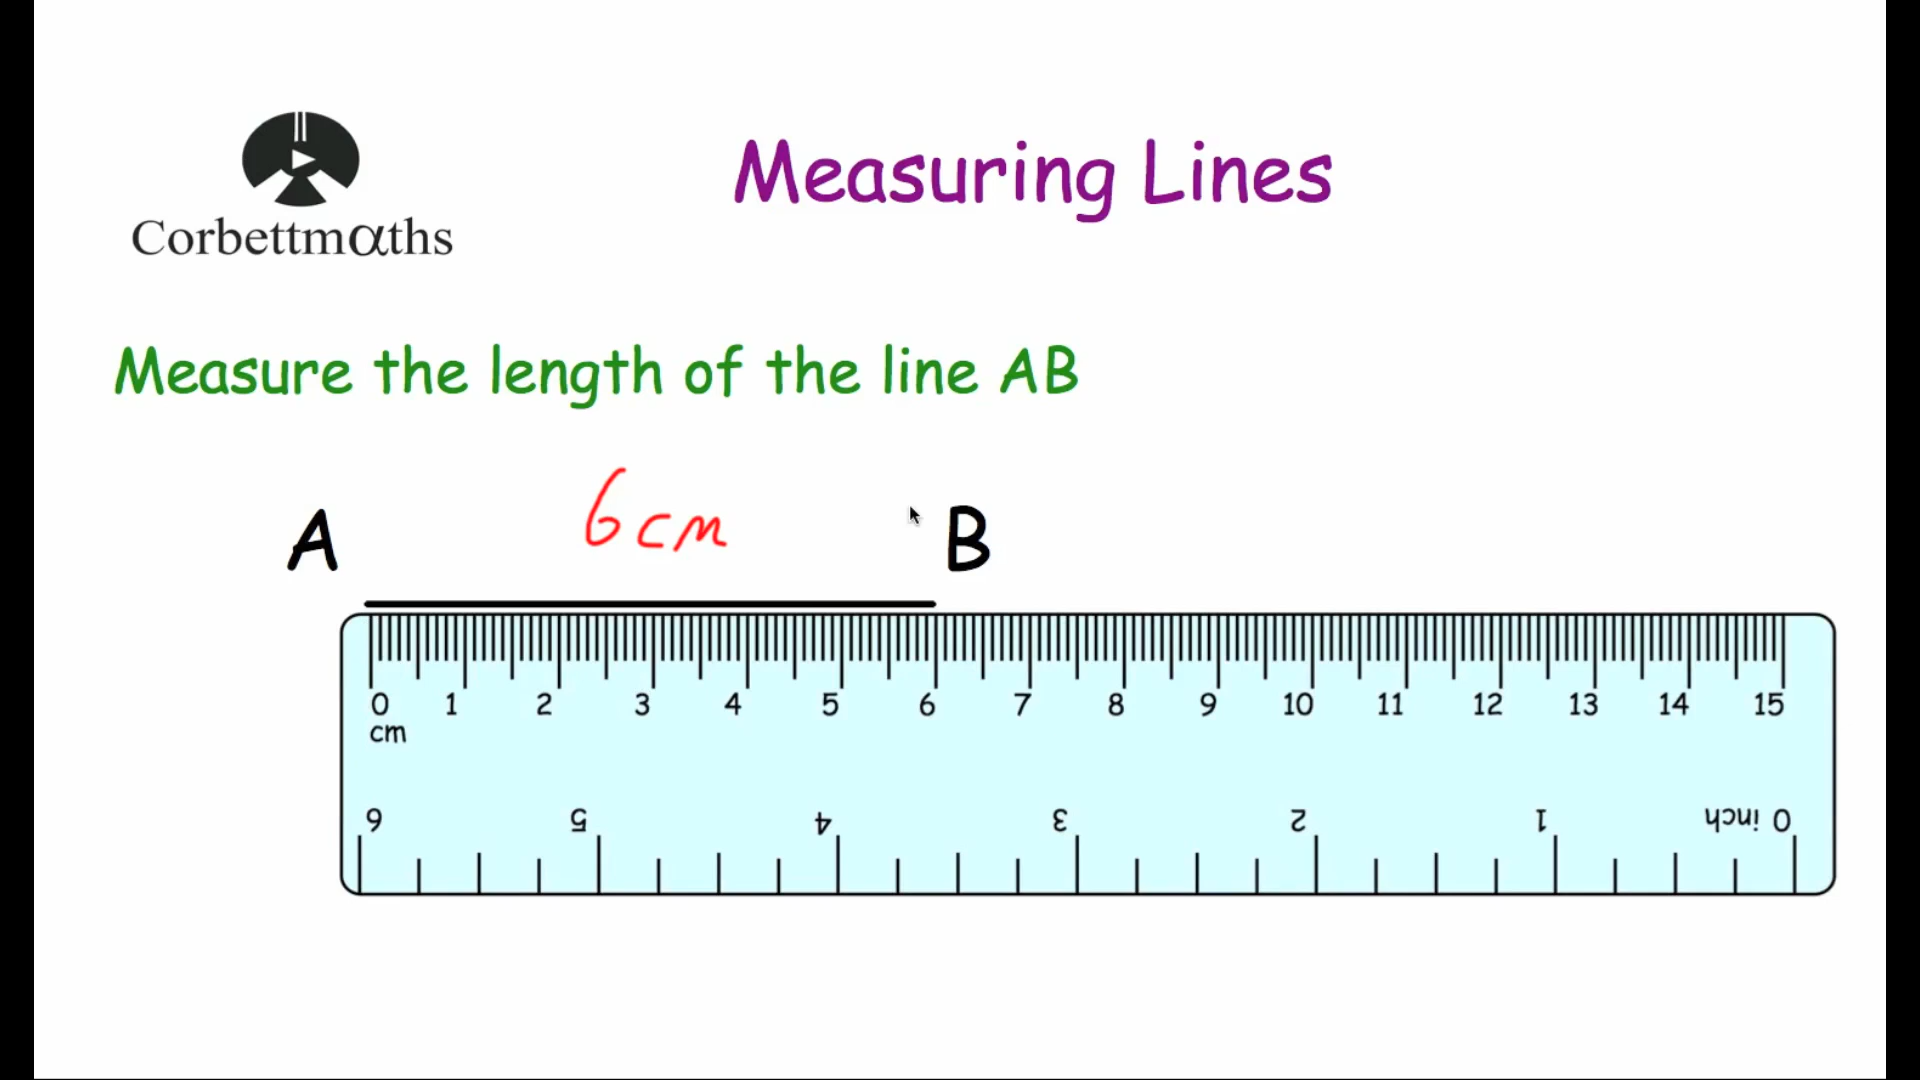 Corbettmαths
Measuring Lines
Measure the length of the line AB
A 6cm B
0 1 2 3 4 5 6 7 8 9 10 11 12 13 14 15
cm
6 5 4 3 2 1 0 inch